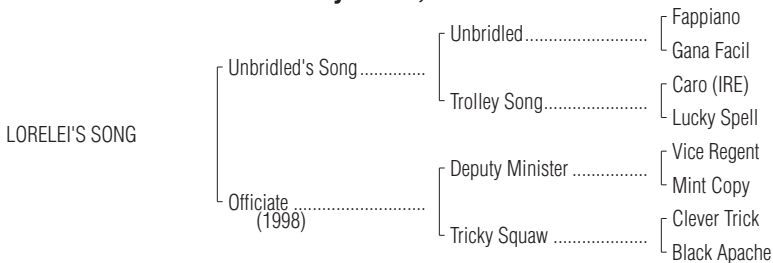 Fappiano
Unbridled..............................
Gana Facil
Unbridled's Song..............
Caro (IRE)
Trolley Song.........................
Lucky Spell
LORELEI'S SONG
Vice Regent
Deputy Minister ..................
Mint Copy
Officiate ..............................
(1998)
Clever Trick
Tricky Squaw .......................
Black Apache